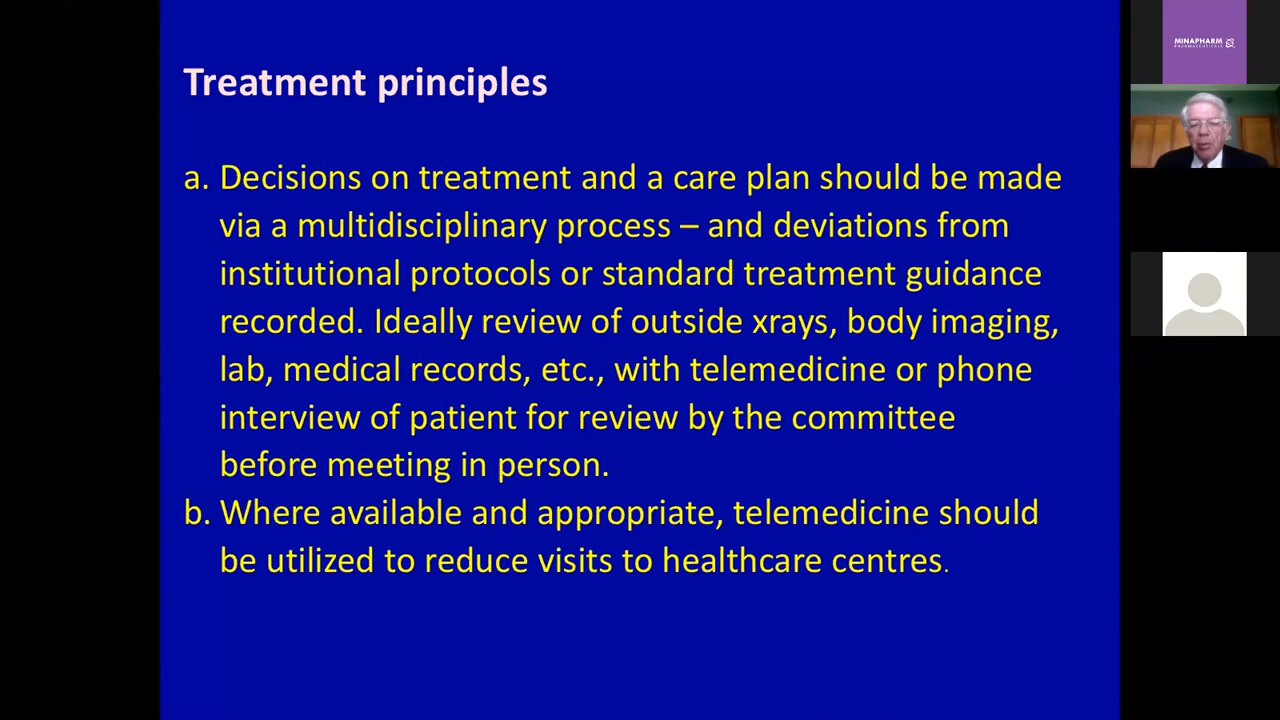 Treatment principles
a. Decisions on treatment and a care plan should be made
via a multidisciplinary process – and deviations from
institutional protocols or standard treatment guidance
recorded. Ideally review of outside xrays, body imaging,
lab, medical records, etc., with telemedicine or phone
interview of patient for review by the committee
before meeting in person.
b. Where available and appropriate, telemedicine should
be utilized to reduce visits to healthcare centres.
MINAPHARM
PHARMACEUTICALS